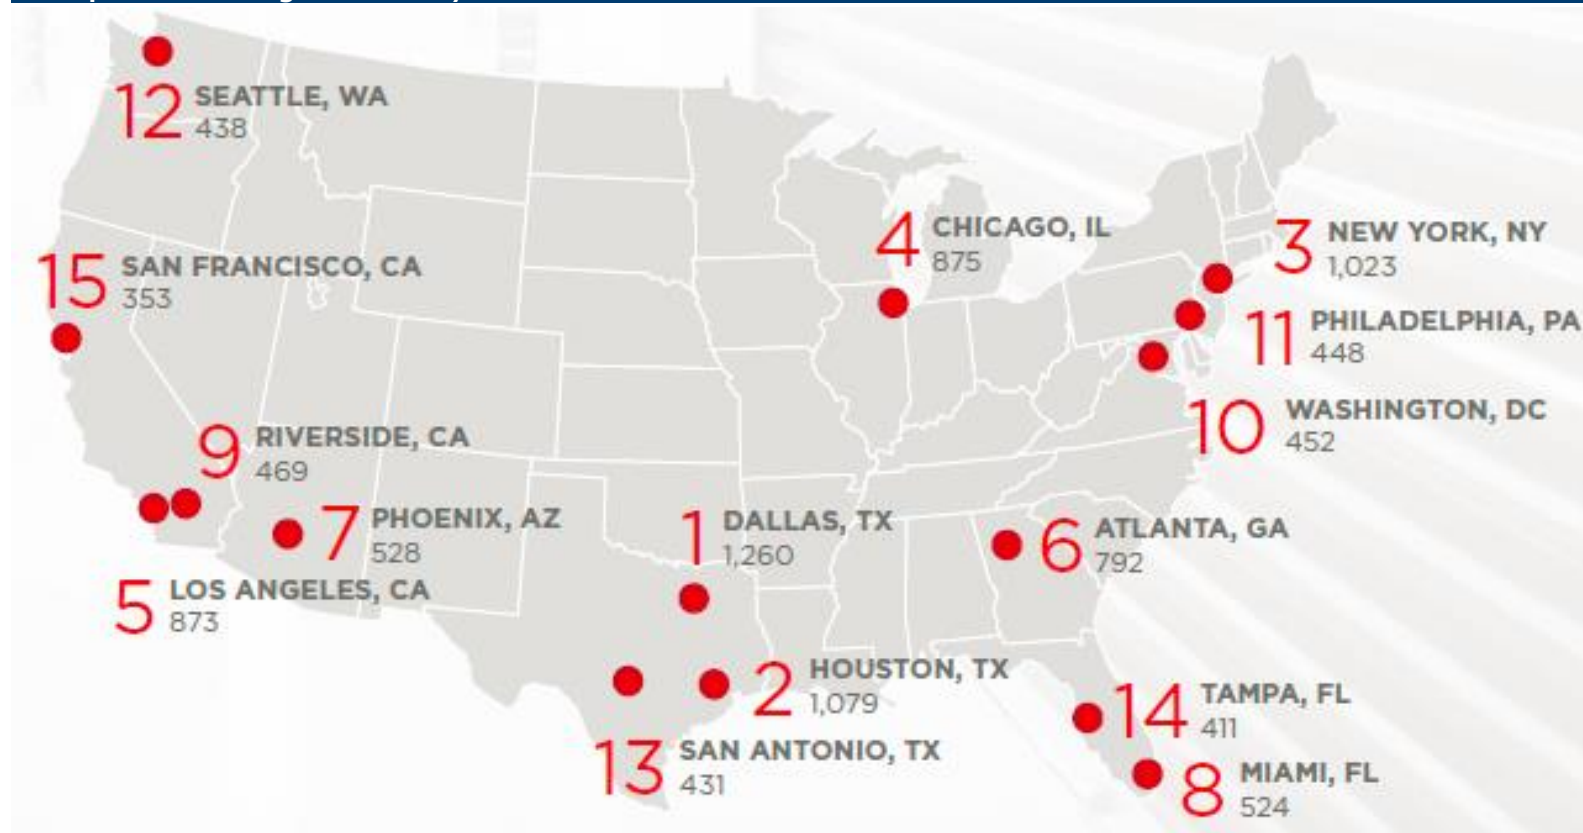 12 SEATTLE, WA
438
15 SAN FRANCISCO, CA
353
4 CHICAGO, IL
875
3 NEW YORK, NY
1,023
11 PHILADELPHIA, PA
448
10 WASHINGTON, DC
452
9 RIVERSIDE, CA
469
7 PHOENIX, AZ
528
5 LOS ANGELES, CA
873
1 DALLAS, TX
1,260
6 ATLANTA, GA
792
2 HOUSTON, TX
1,079
13 SAN ANTONIO, TX
431
14 TAMPA, FL
411
8 MIAMI, FL
524